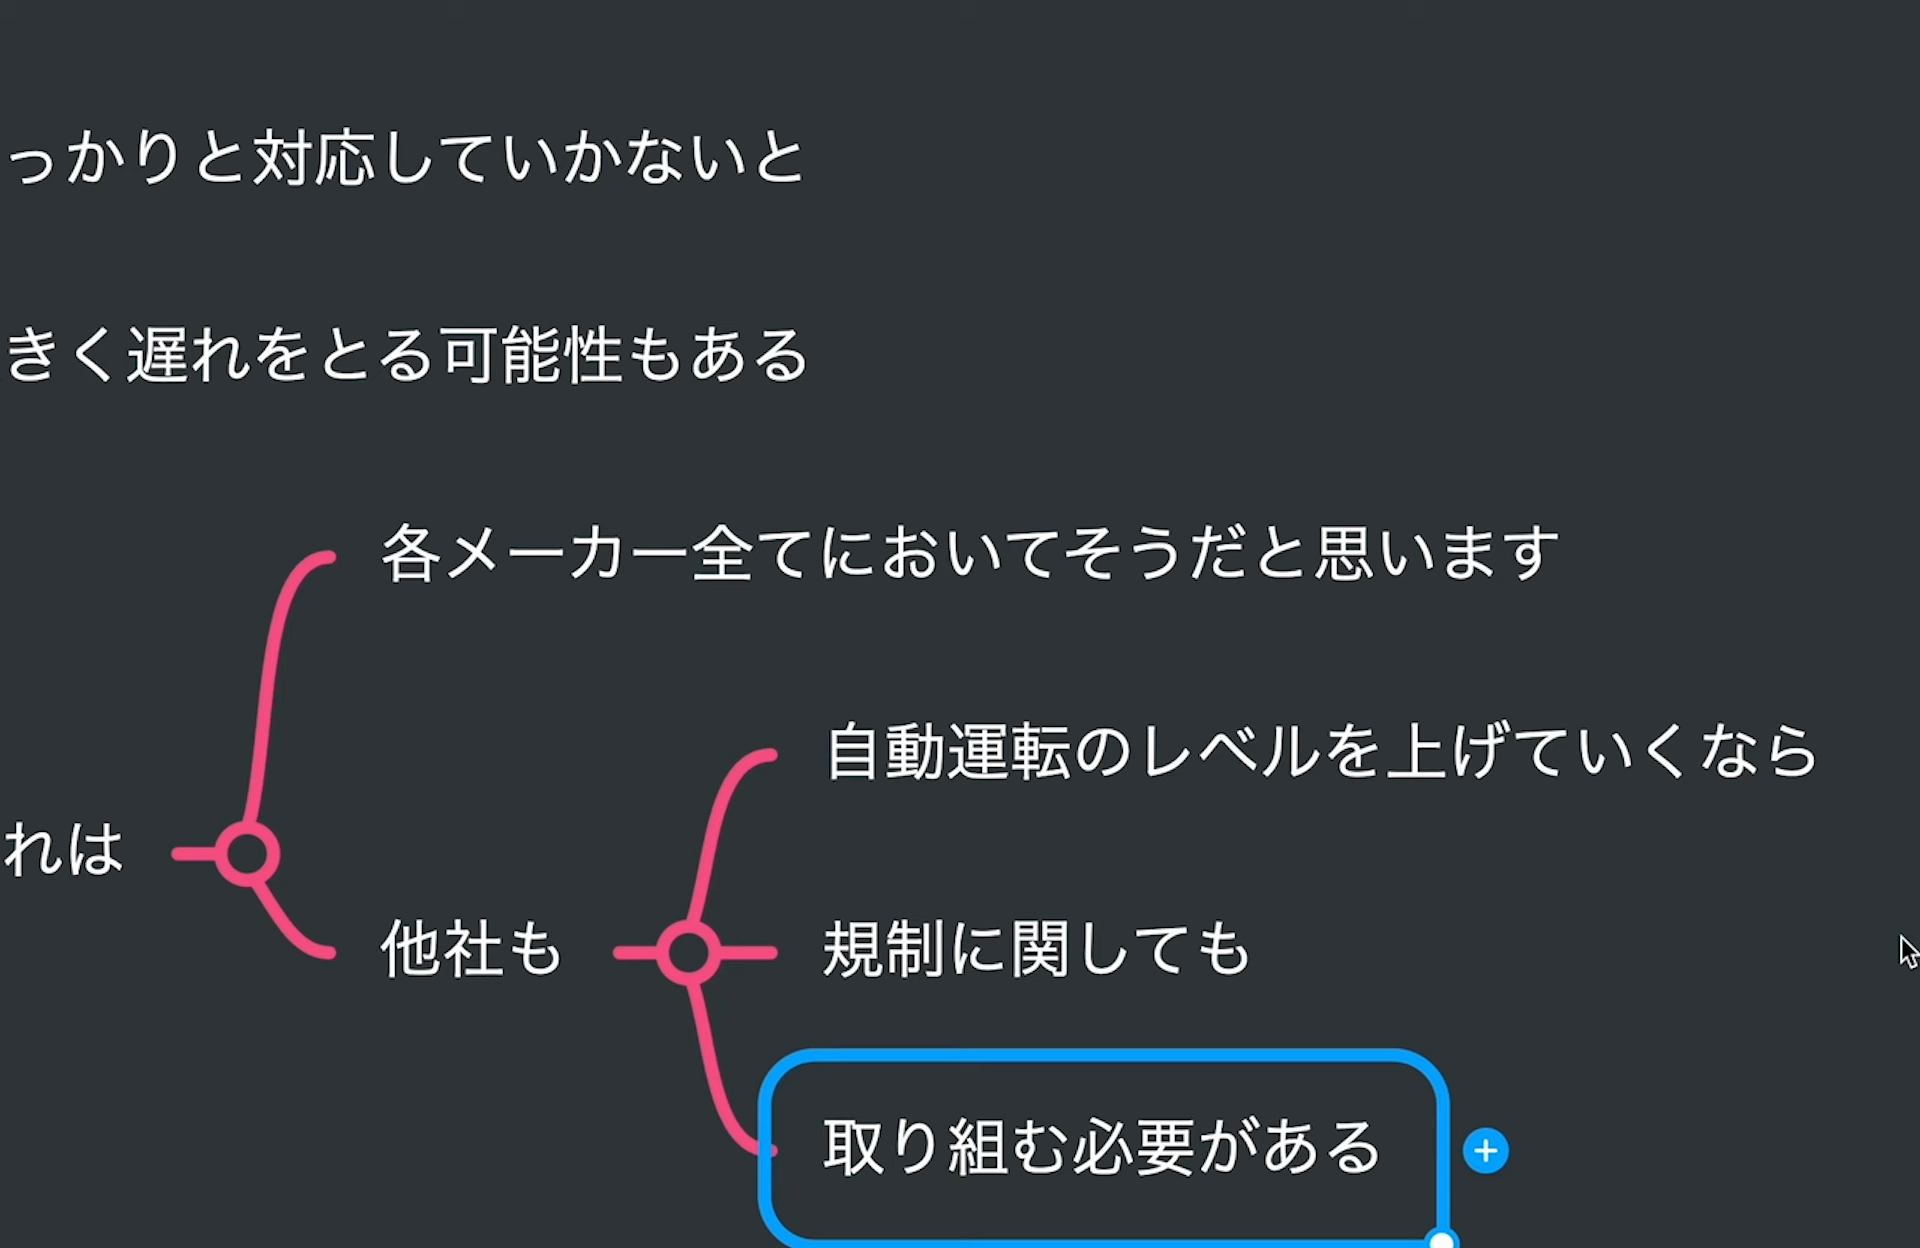 っかりと対応していかないと
きく遅れをとる可能性もある
各メーカー全てにおいてそうだと思います
自動運転のレベルを上げていくなら
れは
他社も
規制に関しても
取り組む必要がある